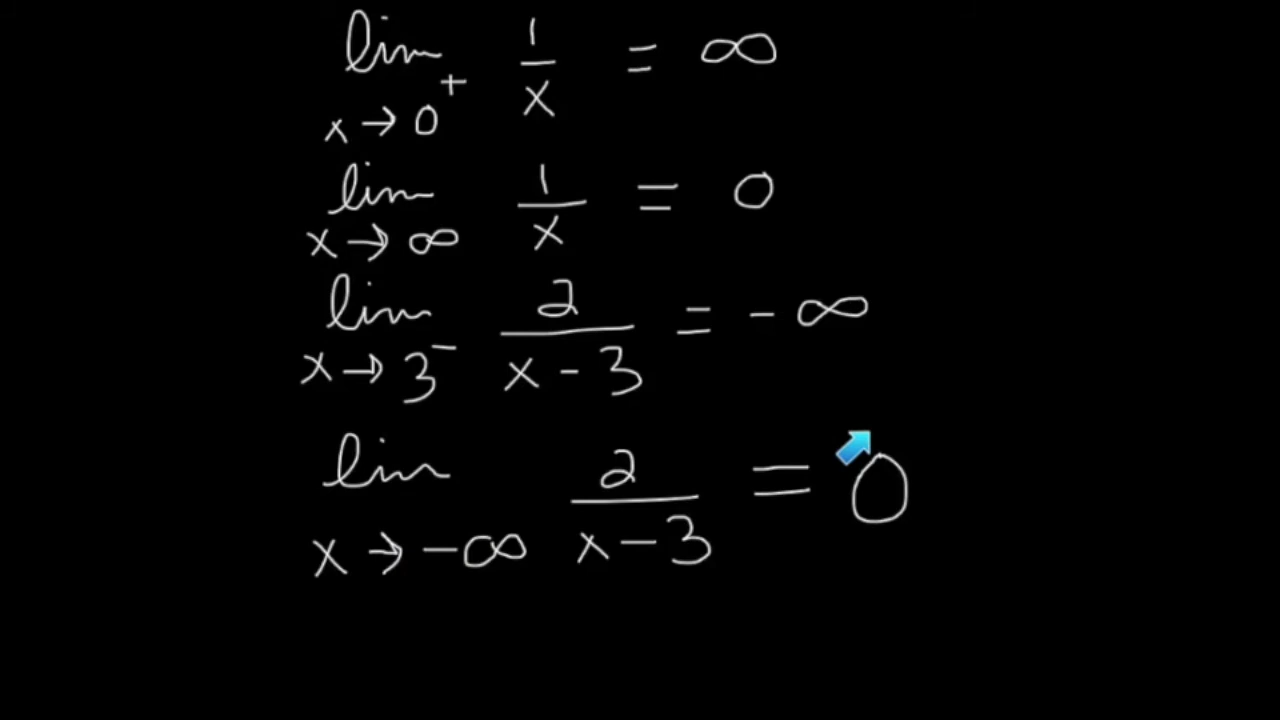 lim x→0⁺ 1/x = ∞
lim x→∞ 1/x = 0
lim x→3⁻ 2/(x-3) = -∞
lim x→-∞ 2/(x-3) = 0